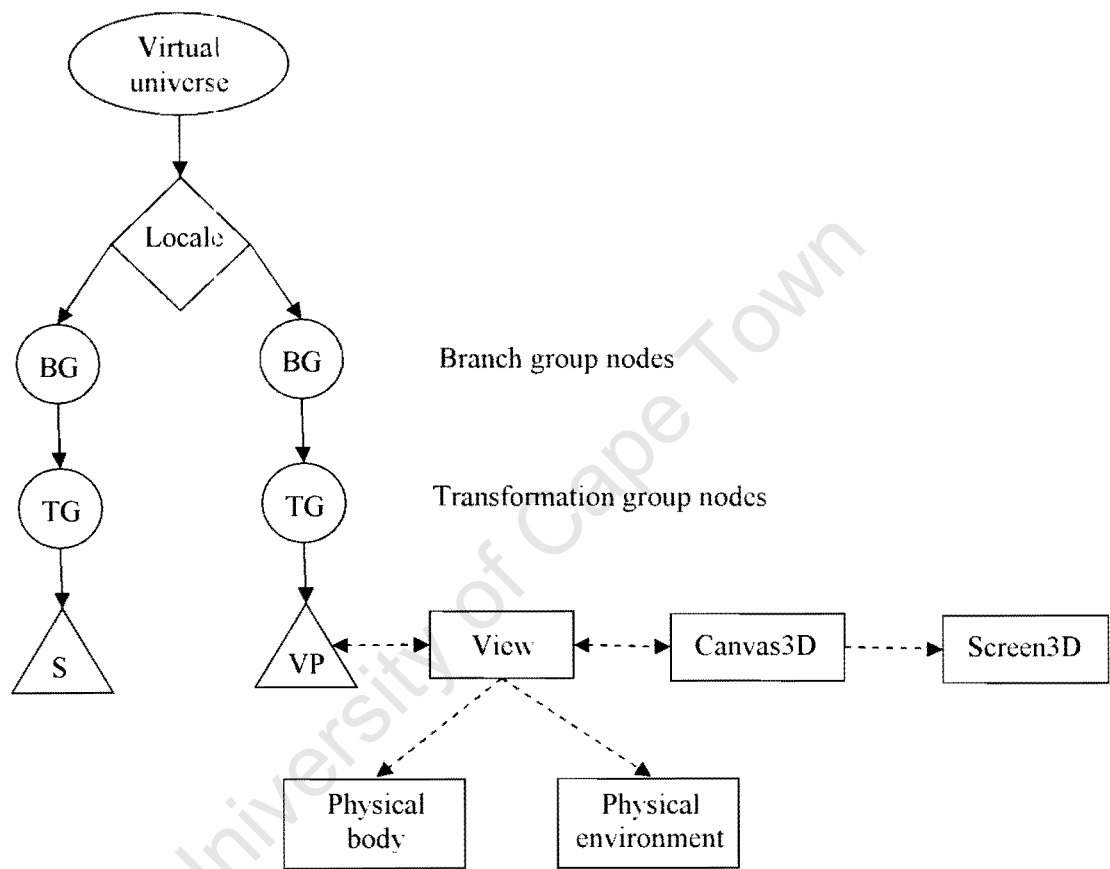 Virtual
universe
Locale
BG
BG
Branch group nodes
TG
TG
Transformation group nodes
S
VP
View
Canvas3D
Screen3D
Physical
body
Physical
environment
University of Cape Town